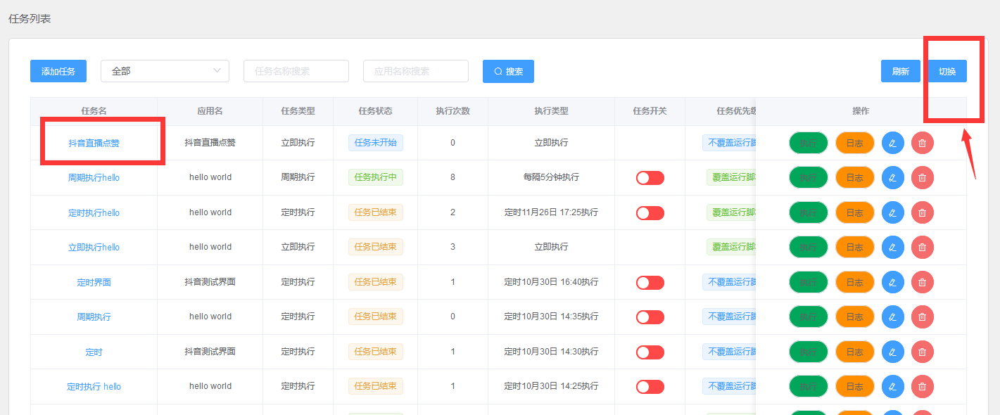 任务列表
添加任务 全部 任务名称搜索 应用名称搜索 搜索 刷新 切换
任务名 应用名 任务类型 任务状态 执行次数 执行类型 任务开关 任务优先级 操作
抖音直播点赞 抖音直播点赞 立即执行 任务未开始 0 立即执行 不覆盖运行脚 执行 日志
周期执行hello hello world 周期执行 任务执行中 8 每隔5分钟执行 覆盖运行脚 执行 日志
定时执行hello hello world 定时执行 任务已结束 2 定时11月26日 17:25执行 覆盖运行脚 执行 日志
立即执行hello hello world 立即执行 任务已结束 3 立即执行 覆盖运行脚 执行 日志
定时界面 抖音测试界面 定时执行 任务已结束 1 定时10月30日 16:40执行 不覆盖运行脚 执行 日志
周期执行 hello world 定时执行 任务已结束 0 定时10月30日 14:35执行 不覆盖运行脚 执行 日志
定时 抖音测试界面 定时执行 任务已结束 1 定时10月30日 14:30执行 不覆盖运行脚 执行 日志
定时执行 hello hello world 定时执行 任务已结束 1 定时10月30日 14:25执行 不覆盖运行脚 执行 日志